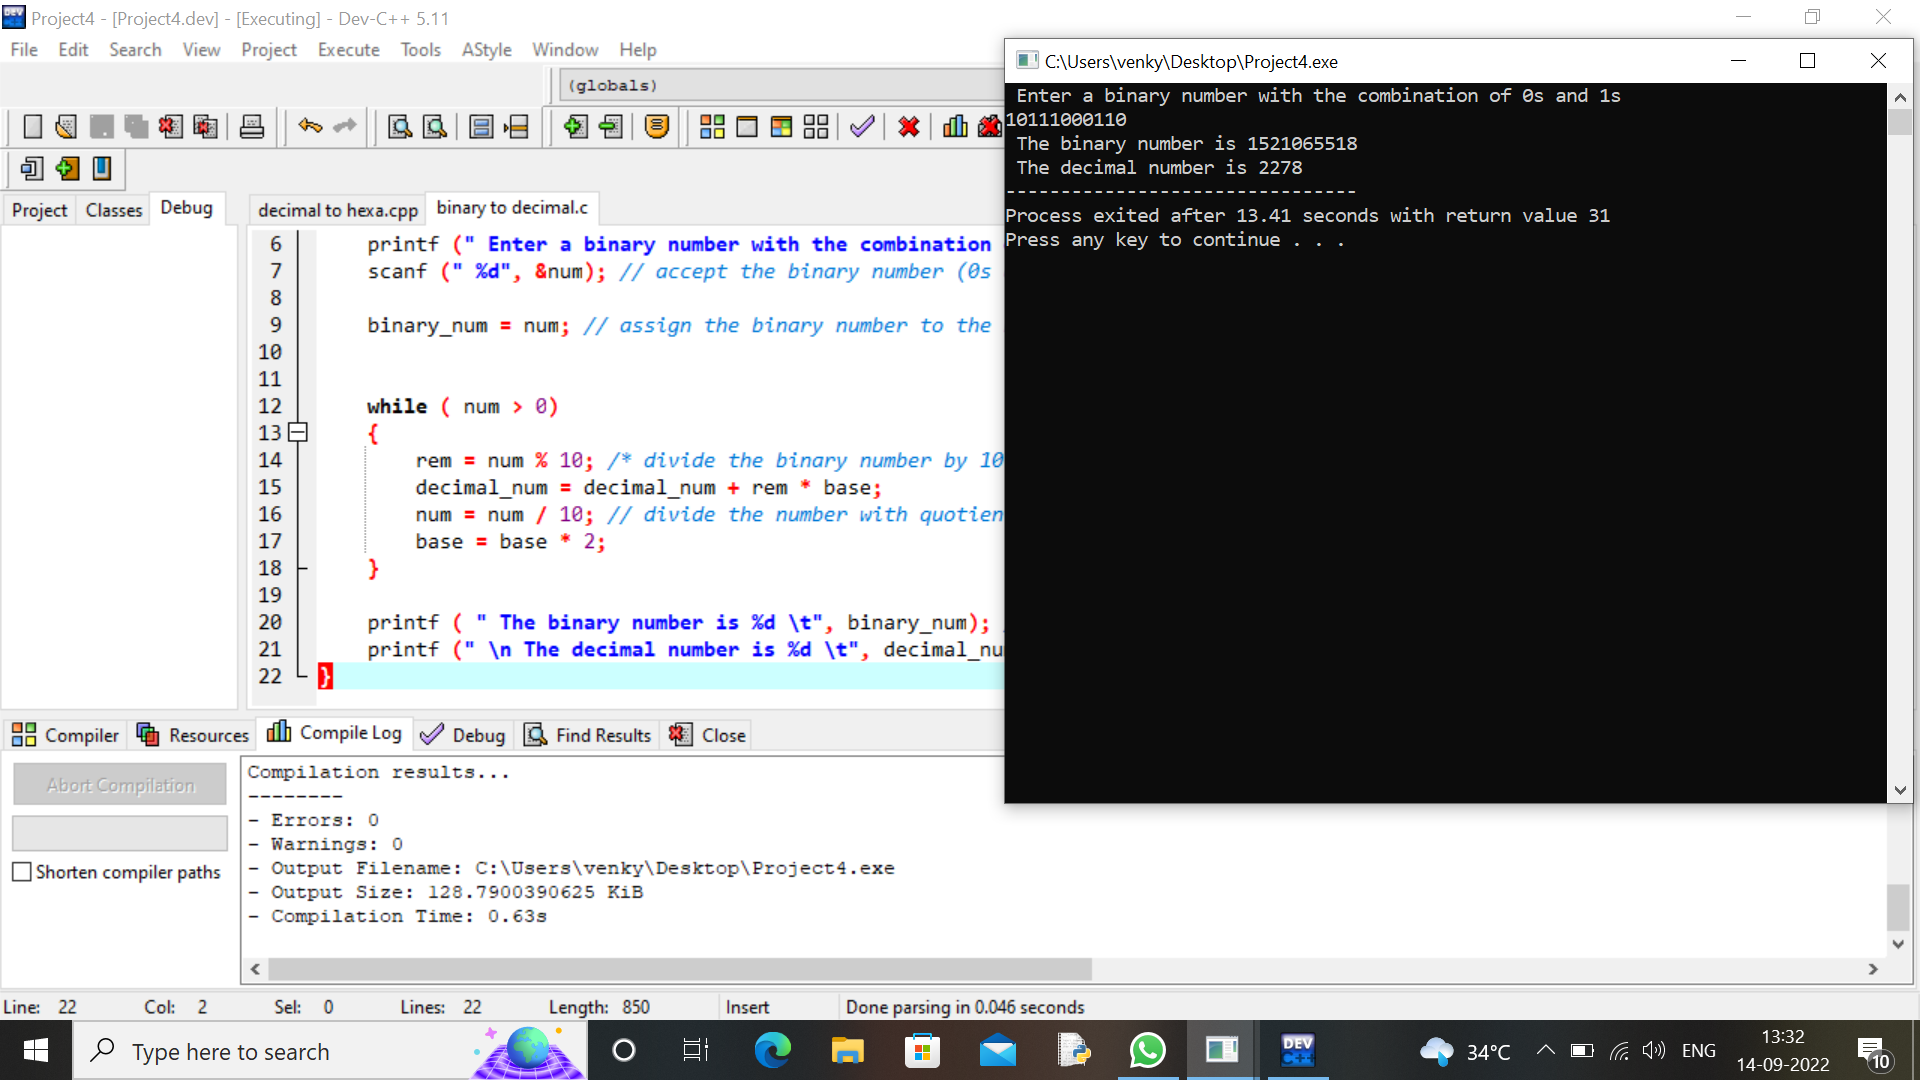 Project4 - [Project4.dev] - [Executing] - Dev-C++ 5.11
File Edit Search View Project Execute Tools AStyle Window Help
(globals)
Project Classes Debug
decimal to hexa.cpp binary to decimal.c
6 printf (" Enter a binary number with the combination
7 scanf (" %d", &num); // accept the binary number (0s
8
9 binary_num = num; // assign the binary number to the
10
11
12 while ( num > 0)
13 {
14 rem = num % 10; /* divide the binary number by 10
15 decimal_num = decimal_num + rem * base;
16 num = num / 10; // divide the number with quotien
17 base = base * 2;
18 }
19
20 printf ( " The binary number is %d \t", binary_num);
21 printf (" \n The decimal number is %d \t", decimal_nu
22 }
C:\Users\venky\Desktop\Project4.exe
Enter a binary number with the combination of 0s and 1s
10111000110
The binary number is 1521065518
The decimal number is 2278
--------------------------------
Process exited after 13.41 seconds with return value 31
Press any key to continue . . .
Compiler Resources Compile Log Debug Find Results Close
Abort Compilation
Shorten compiler paths
Compilation results...
--------
- Errors: 0
- Warnings: 0
- Output Filename: C:\Users\venky\Desktop\Project4.exe
- Output Size: 128.7900390625 KiB
- Compilation Time: 0.63s
Line: 22 Col: 2 Sel: 0 Lines: 22 Length: 850 Insert Done parsing in 0.046 seconds
Type here to search
DEV C++
34°C
ENG
13:32
14-09-2022
10